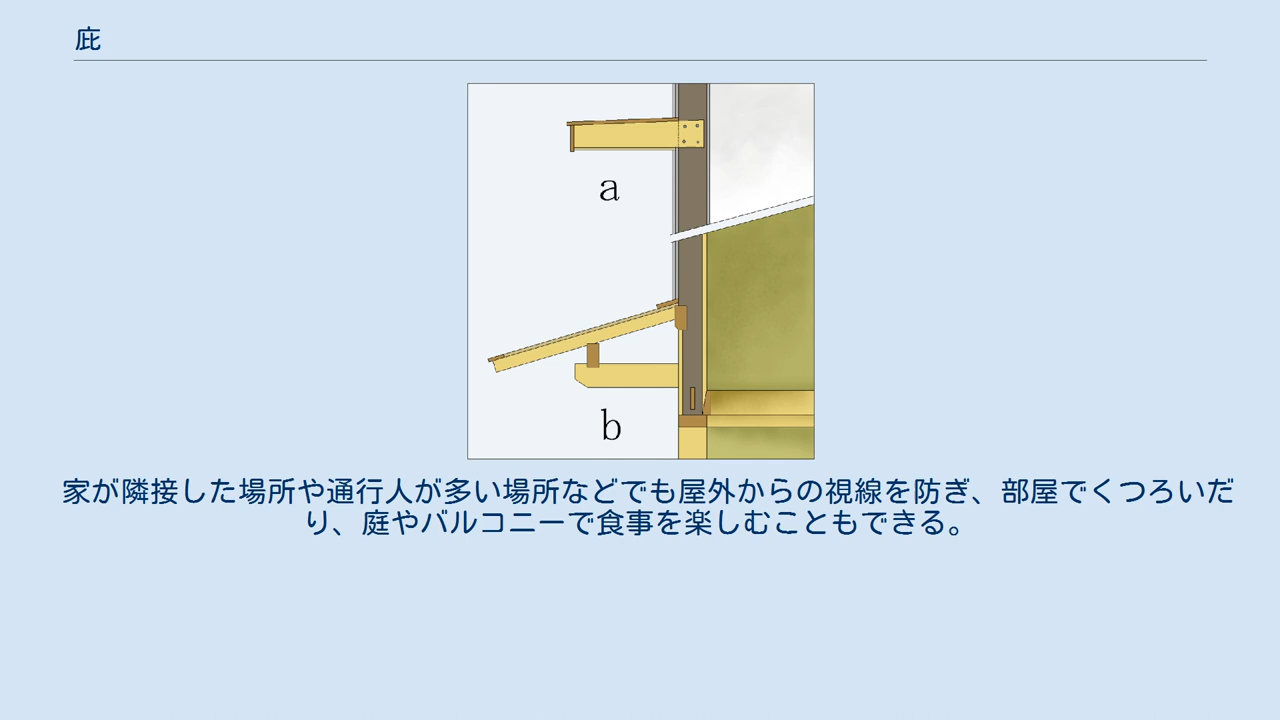 庇
a
b
家が隣接した場所や通行人が多い場所などでも屋外からの視線を防ぎ、部屋でくつろいだ
り、庭やバルコニーで食事を楽しむこともできる。